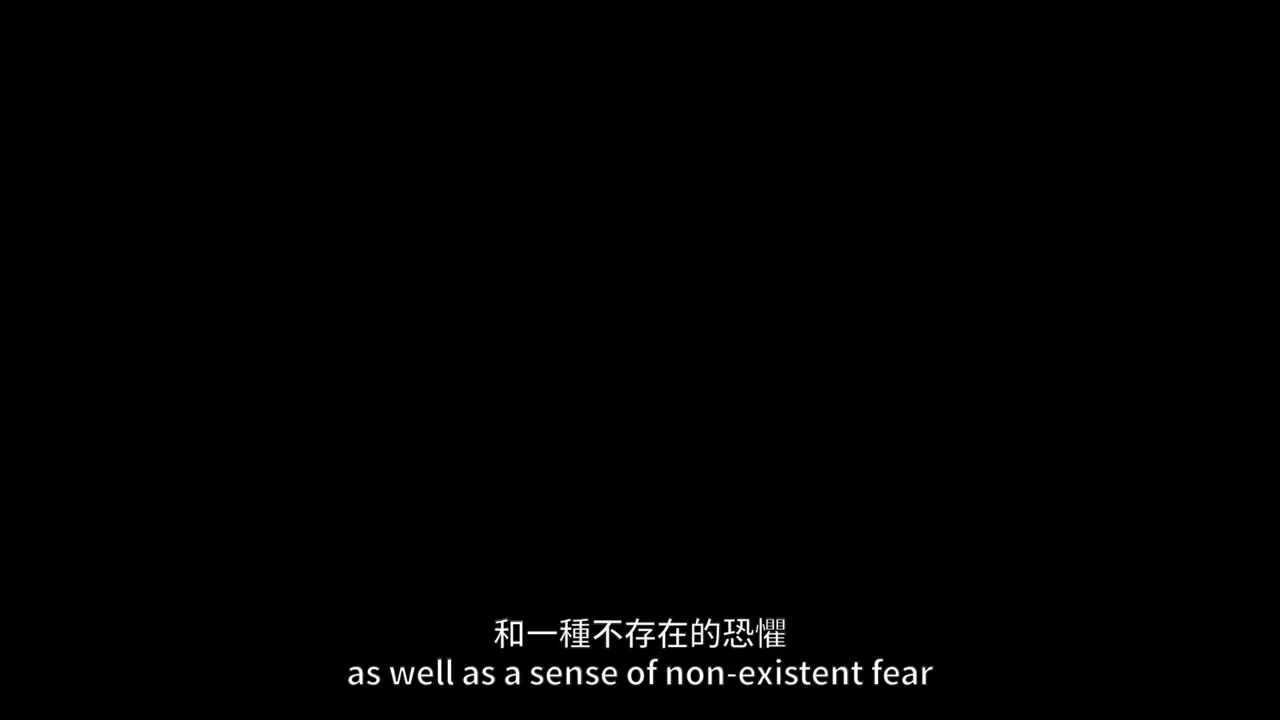 和一種不存在的恐懼
as well as a sense of non-existent fear